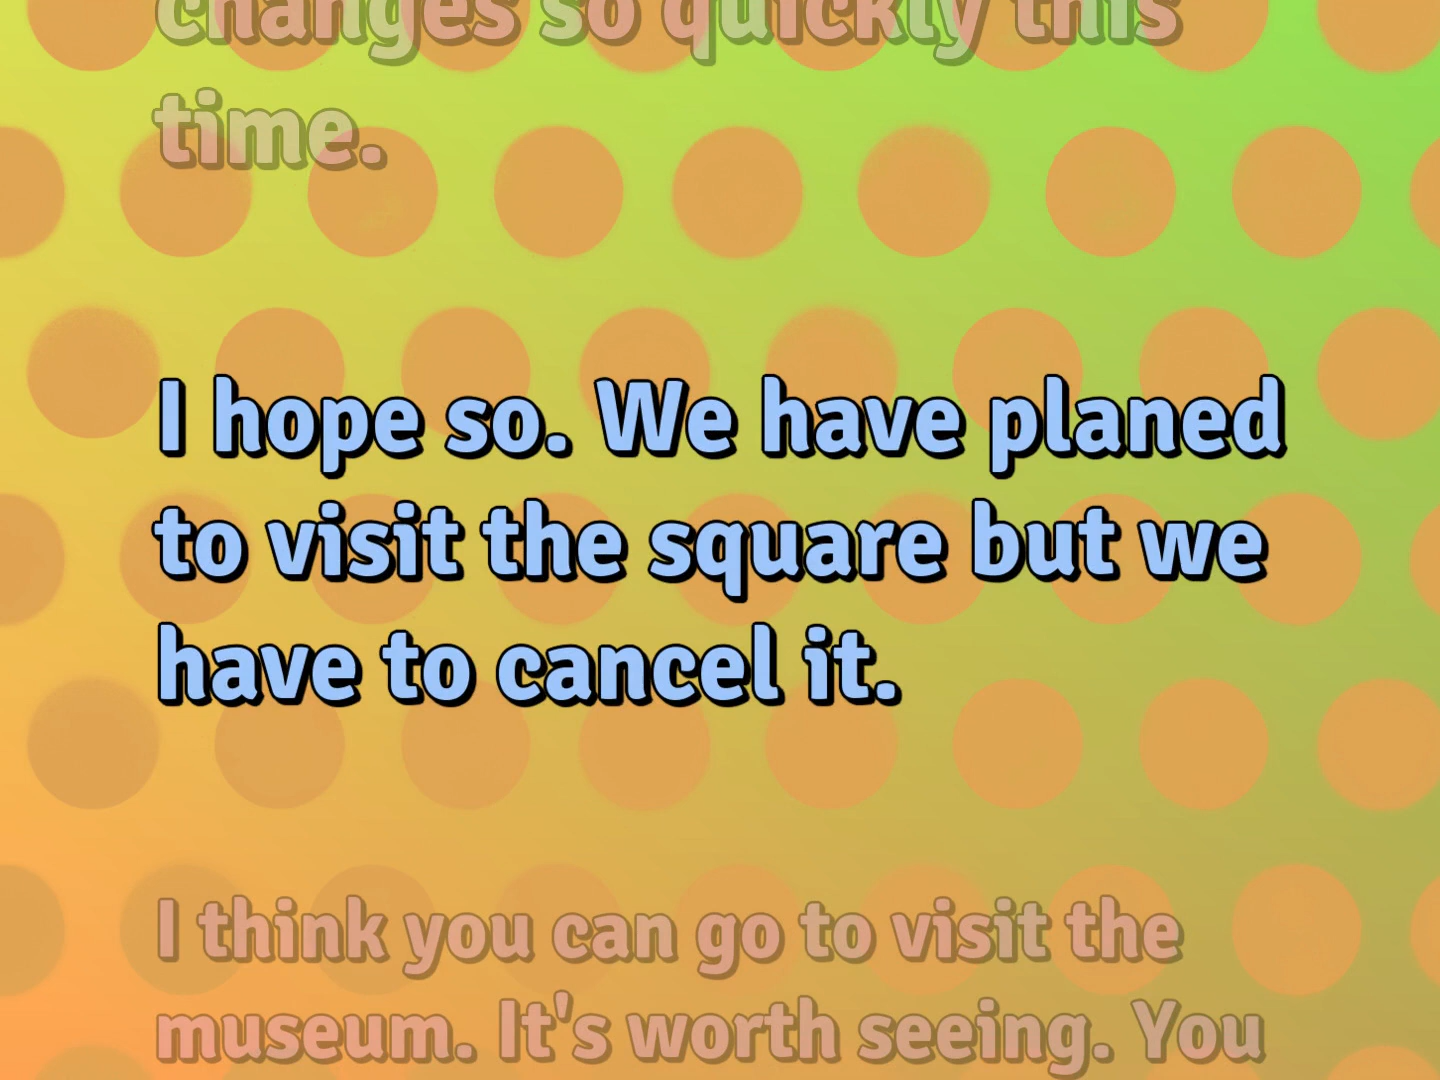 changes so quickly this
time.
I hope so. We have planed
to visit the square but we
have to cancel it.
I think you can go to visit the
museum. It's worth seeing. You